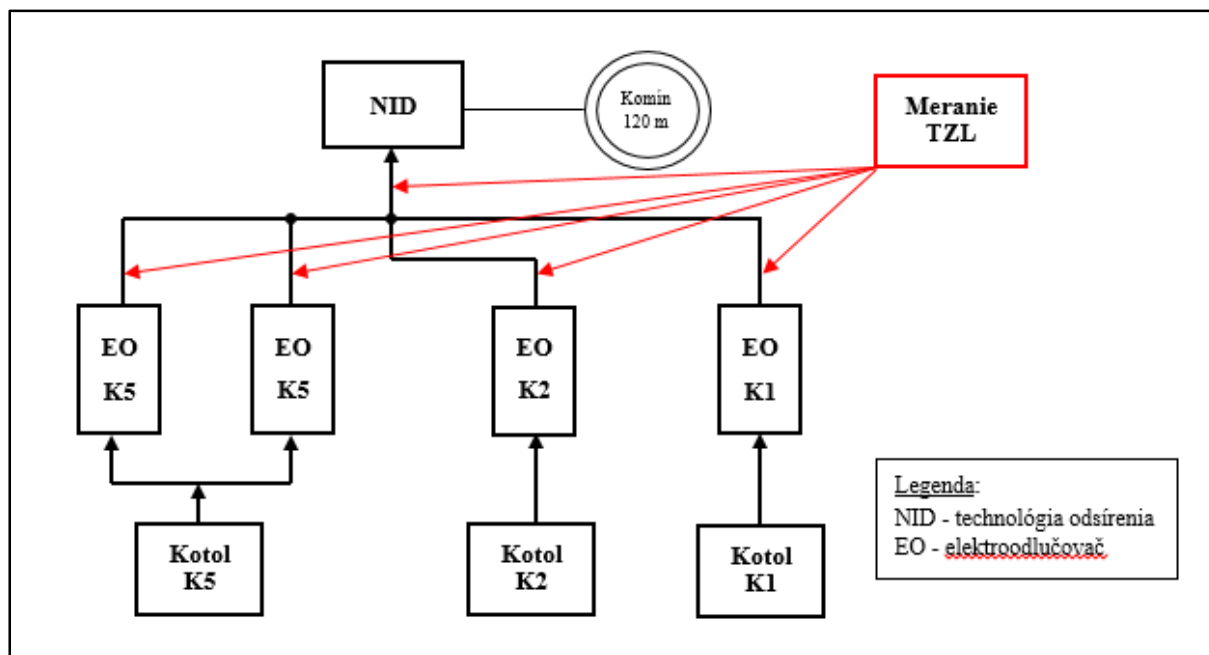 NID
Komín
120 m
Meranie
TZL
EO
K5
EO
K5
EO
K2
EO
K1
Kotol
K5
Kotol
K2
Kotol
K1
Legenda:
NID - technológia odsírenia
EO - elektroodlučovač